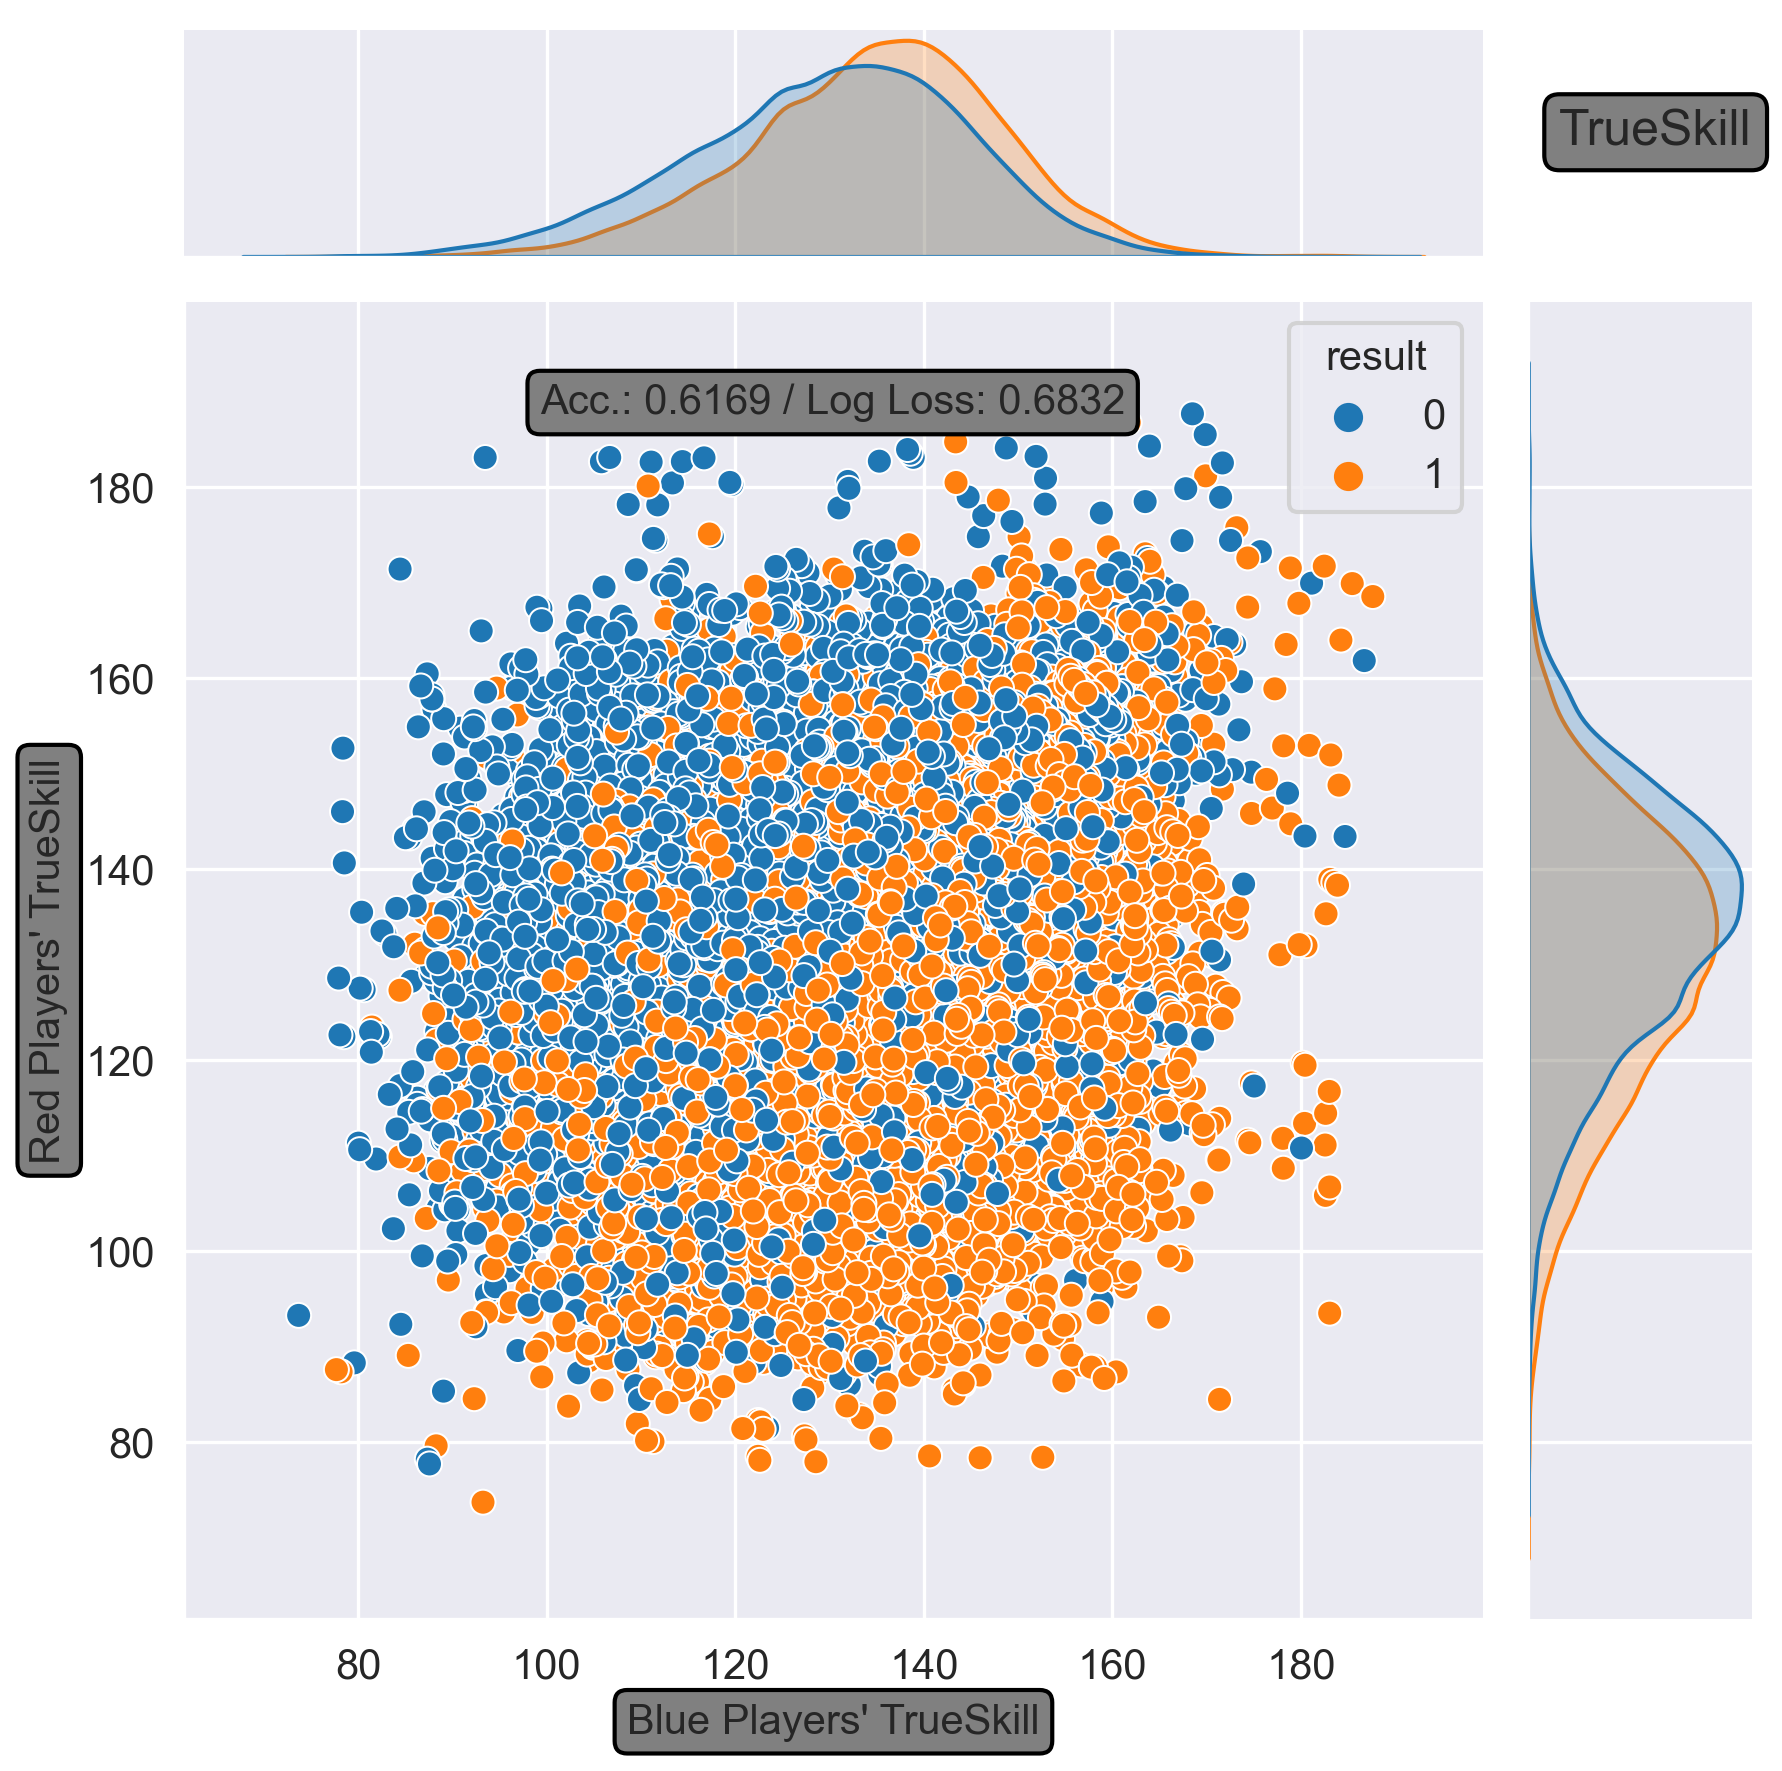 TrueSkill
Acc.: 0.6169 / Log Loss: 0.6832
result
0
1
Red Players' TrueSkill
180
160
140
120
100
80
80 100 120 140 160 180
Blue Players' TrueSkill